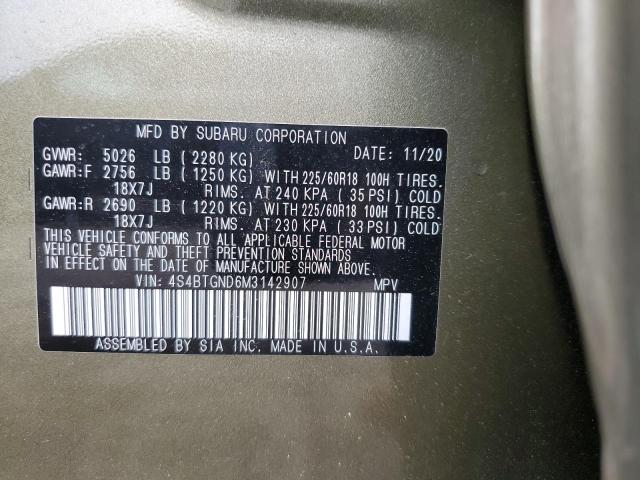 MFD BY SUBARU CORPORATION
GVWR: 5026 LB (2280 KG) DATE: 11/20
GAWR:F 2756 LB (1250 KG) WITH 225/60R18 100H TIRES.
18X7J RIMS. AT 240 KPA (35 PSI) COLD
GAWR:R 2690 LB (1220 KG) WITH 225/60R18 100H TIRES.
18X7J RIMS. AT 230 KPA (33 PSI) COLD
THIS VEHICLE CONFORMS TO ALL APPLICABLE FEDERAL MOTOR
VEHICLE SAFETY AND THEFT PREVENTION STANDARDS IN EFFECT
ON THE DATE OF MANUFACTURE SHOWN ABOVE.
VIN: 4S4BTGND6M3142907 MPV
ASSEMBLED BY SIA INC. MADE IN U.S.A.